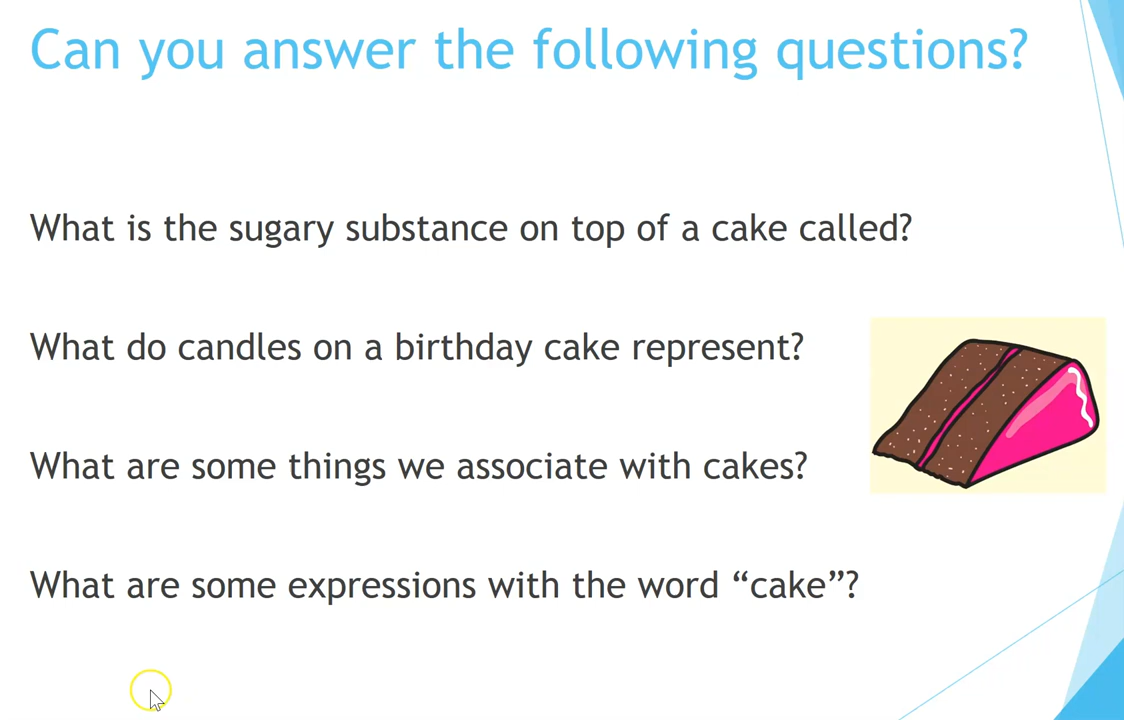 Can you answer the following questions?
What is the sugary substance on top of a cake called?
What do candles on a birthday cake represent?
What are some things we associate with cakes?
What are some expressions with the word “cake”?